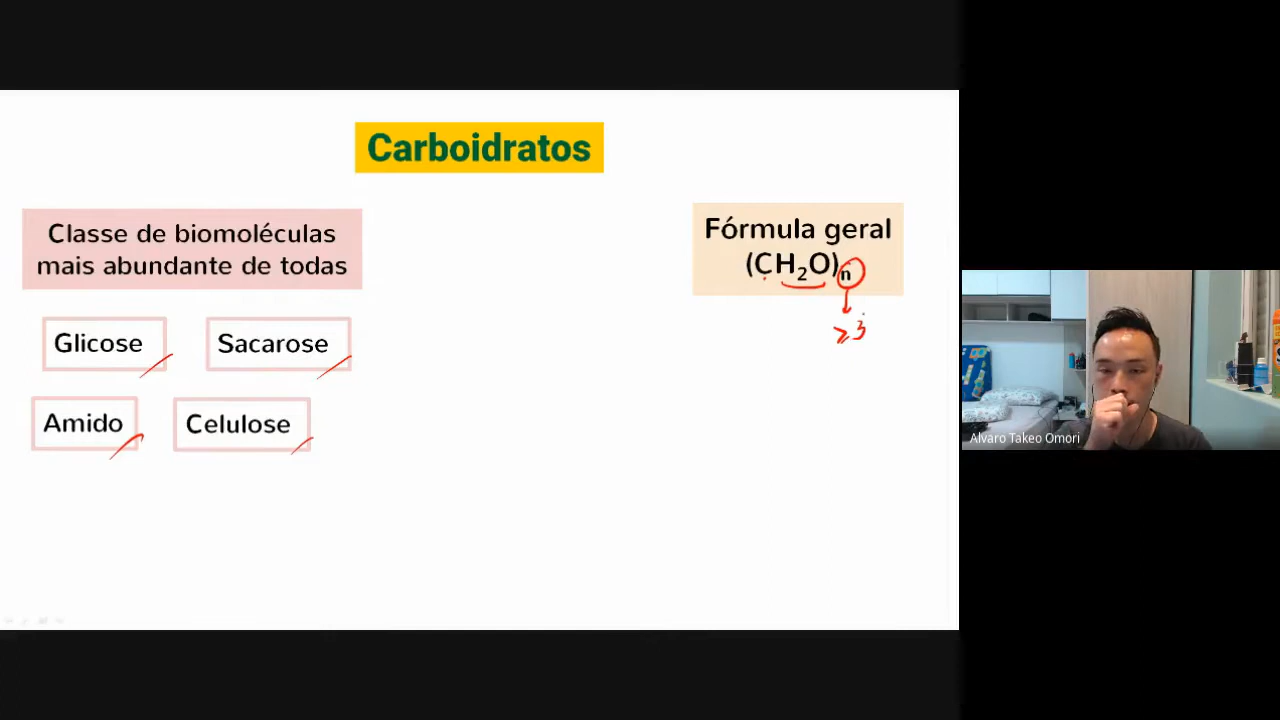 Carboidratos
Classe de biomoléculas
mais abundante de todas
Glicose
Sacarose
Amido
Celulose
Fórmula geral
(CH₂O)ₙ
≥3
Alvaro Takeo Omori